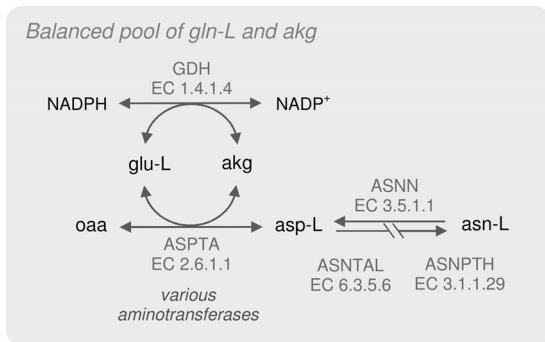 Balanced pool of gln-L and akg
GDH
EC 1.4.1.4
NADPH
NADP+
glu-L
akg
ASNN
EC 3.5.1.1
oaa
asp-L
asn-L
ASPTA
EC 2.6.1.1
ASNTAL
EC 6.3.5.6
ASNPTH
EC 3.1.1.29
various
aminotransferases